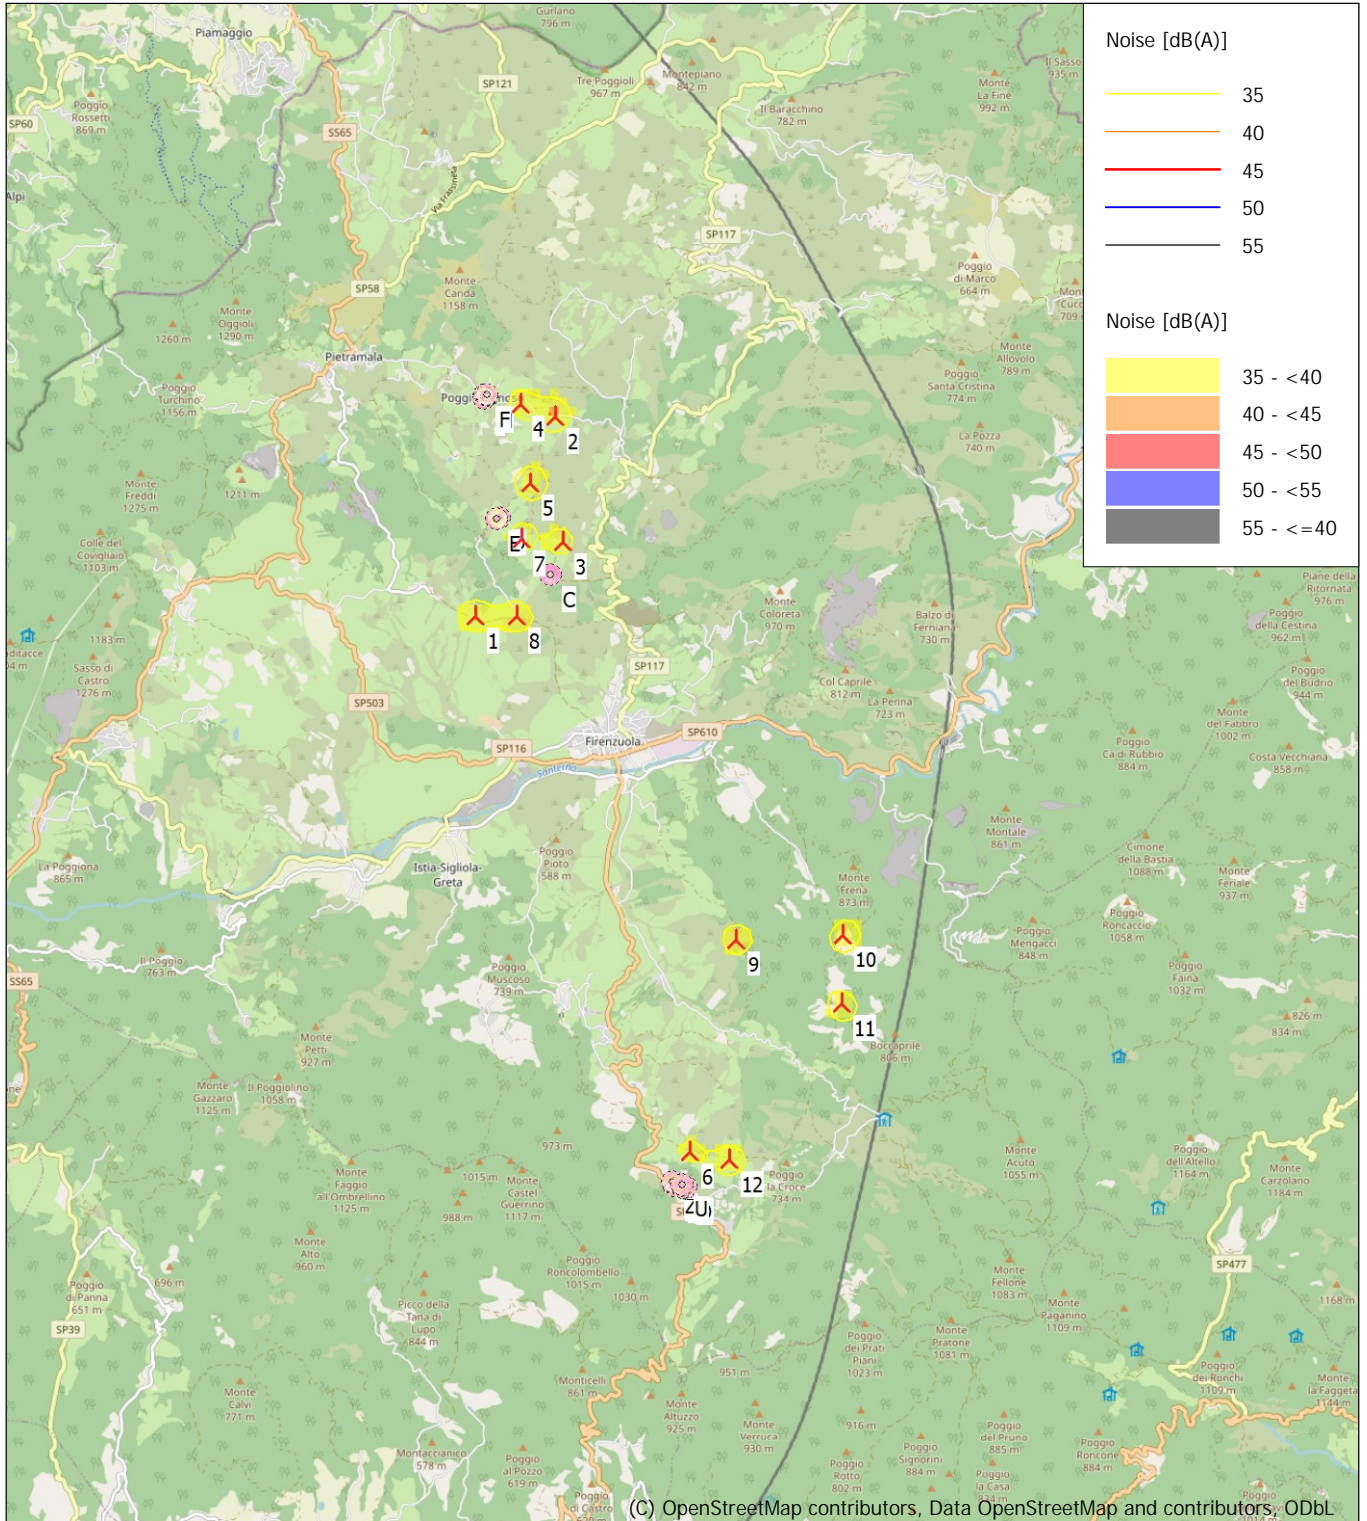 Gurlano
796 m
Piamaggio
Poggio
Rossetti
869 m
SP60
Alpi
SS65
SP121
Tre Poggioli
967 m
Montepiano
842 m
Il Baracchino
782 m
Via Frassineta
SP117
SP58
Monte
Canda
1158 m
Monte
Oggioli
1290 m
1260 m
Pietramala
Poggio
Turchino
1156 m
F
4
2
5
E
7
3
C
1
8
Monte
Freddi
1275 m
1211 m
Colle del
Covigliaio
1103 m
1183 m
Sasso di
Castro
1276 m
SP503
SP116
SP117
SP610
Firenzuola
Santerno
Monte
La Fine
992 m
Il Sasso
935 m
Poggio
di Marco
664 m
Monte
Allovolo
789 m
Poggio
Santa Cristina
774 m
La Pozza
740 m
Monte
Coloreta
970 m
Balzo di
Ferniana
730 m
Col Caprile
812 m
La Penna
723 m
Piane della
Ritornata
976 m
Poggio
della Cestina
962 m
Poggio
del Budrio
944 m
Monte
del Fabbro
1002 m
Poggio
Ca di Rubbio
884 m
Costa Vecchiana
858 m
Monte
Montale
861 m
Cimone
della Bastia
1088 m
Monte
Feriale
937 m
Poggio
Roncaccio
1058 m
Poggio
Mengacci
848 m
Poggio
Faina
1032 m
826 m
834 m
La Poggiona
865 m
Istia-Sigliola-
Greta
Poggio
Pioto
588 m
Monte
Frena
873 m
9
10
11
Boccaprile
806 m
Il Poggio
763 m
SS65
Poggio
Muscoso
739 m
Monte
Petti
927 m
Monte
Gazzaro
1125 m
Il Poggiolino
1058 m
973 m
Monte
Faggio
all'Ombrellino
1125 m
1015 m
988 m
Monte
Castel
Guerrino
1117 m
6
12
U
Poggio
la Croce
734 m
Monte
Acuto
1055 m
Poggio
dell'Altello
1164 m
Monte
Carzolano
1184 m
Monte
Alto
960 m
Poggio
Roncolombello
1015 m
1030 m
696 m
Poggio
di Panna
651 m
SP39
Picco della
Tana di
Lupo
844 m
Monte
Fellone
1083 m
Monte
Paganino
1109 m
SP477
1168 m
Poggio
dei Prati
Piani
1023 m
Monte
Pratone
1081 m
Poggio
dei Ronchi
1109 m
Monte
la Faggeta
1144 m
Monticelli
861 m
951 m
Monte
Calvi
771 m
Monte
Altuzzo
925 m
Monte
Verruca
930 m
916 m
Poggio
del Pruno
885 m
Poggio
Roncone
884 m
Montaccianico
578 m
Poggio
al Pozzo
619 m
Poggio
di Castro
Poggio
Rotto
802 m
Poggio
Signorini
884 m
Poggio
la Casa
834 m
Noise [dB(A)]
35
40
45
50
55
Noise [dB(A)]
35 - <40
40 - <45
45 - <50
50 - <55
55 - <=40
(C) OpenStreetMap contributors, Data OpenStreetMap and contributors, ODbL